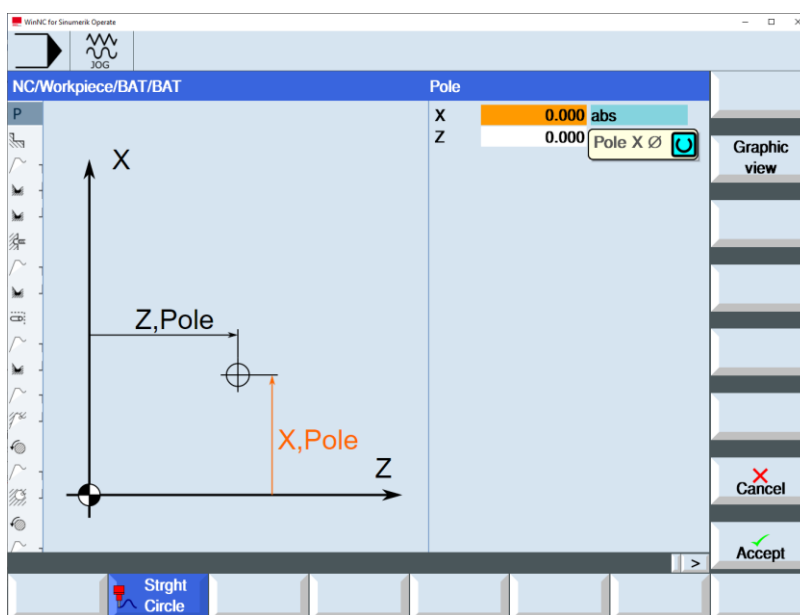 WinNC for Sinumerik Operate
JOG
NC/Workpiece/BAT/BAT
Pole
P
X 0.000 abs
Z 0.000
Pole X Ø
Graphic
view
X
Z,Pole
X,Pole
Z
Cancel
Accept
>
Strght
Circle